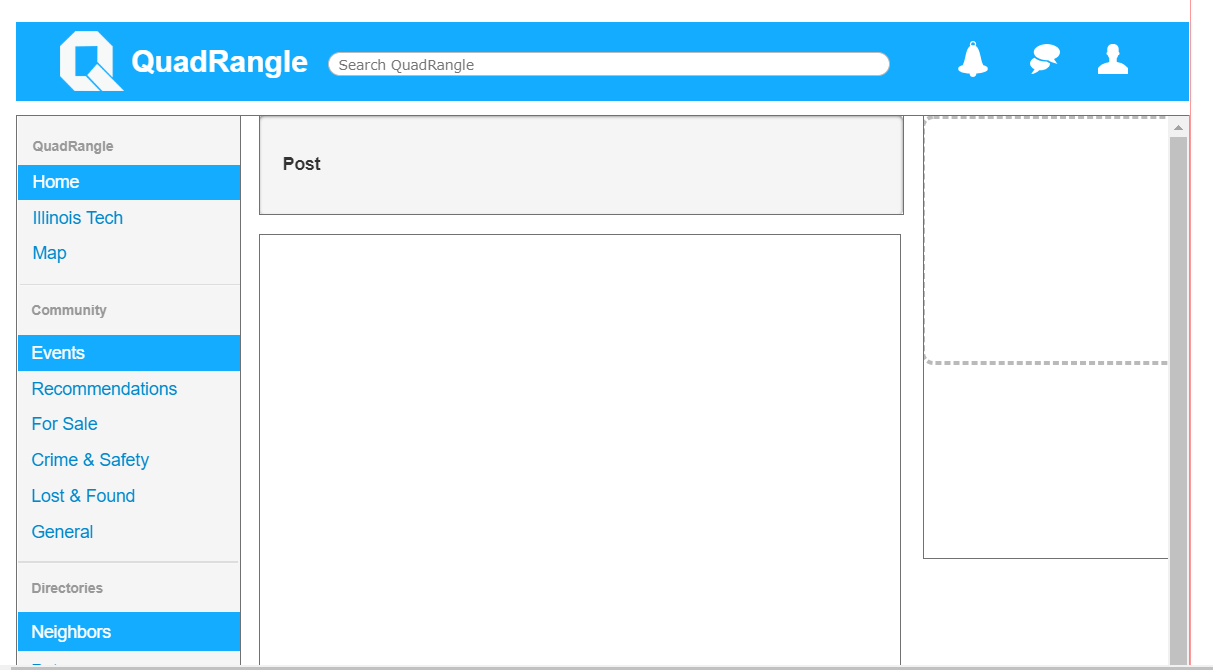 QuadRangle
Search QuadRangle
QuadRangle
Home
Illinois Tech
Map
Community
Events
Recommendations
For Sale
Crime & Safety
Lost & Found
General
Directories
Neighbors
Post